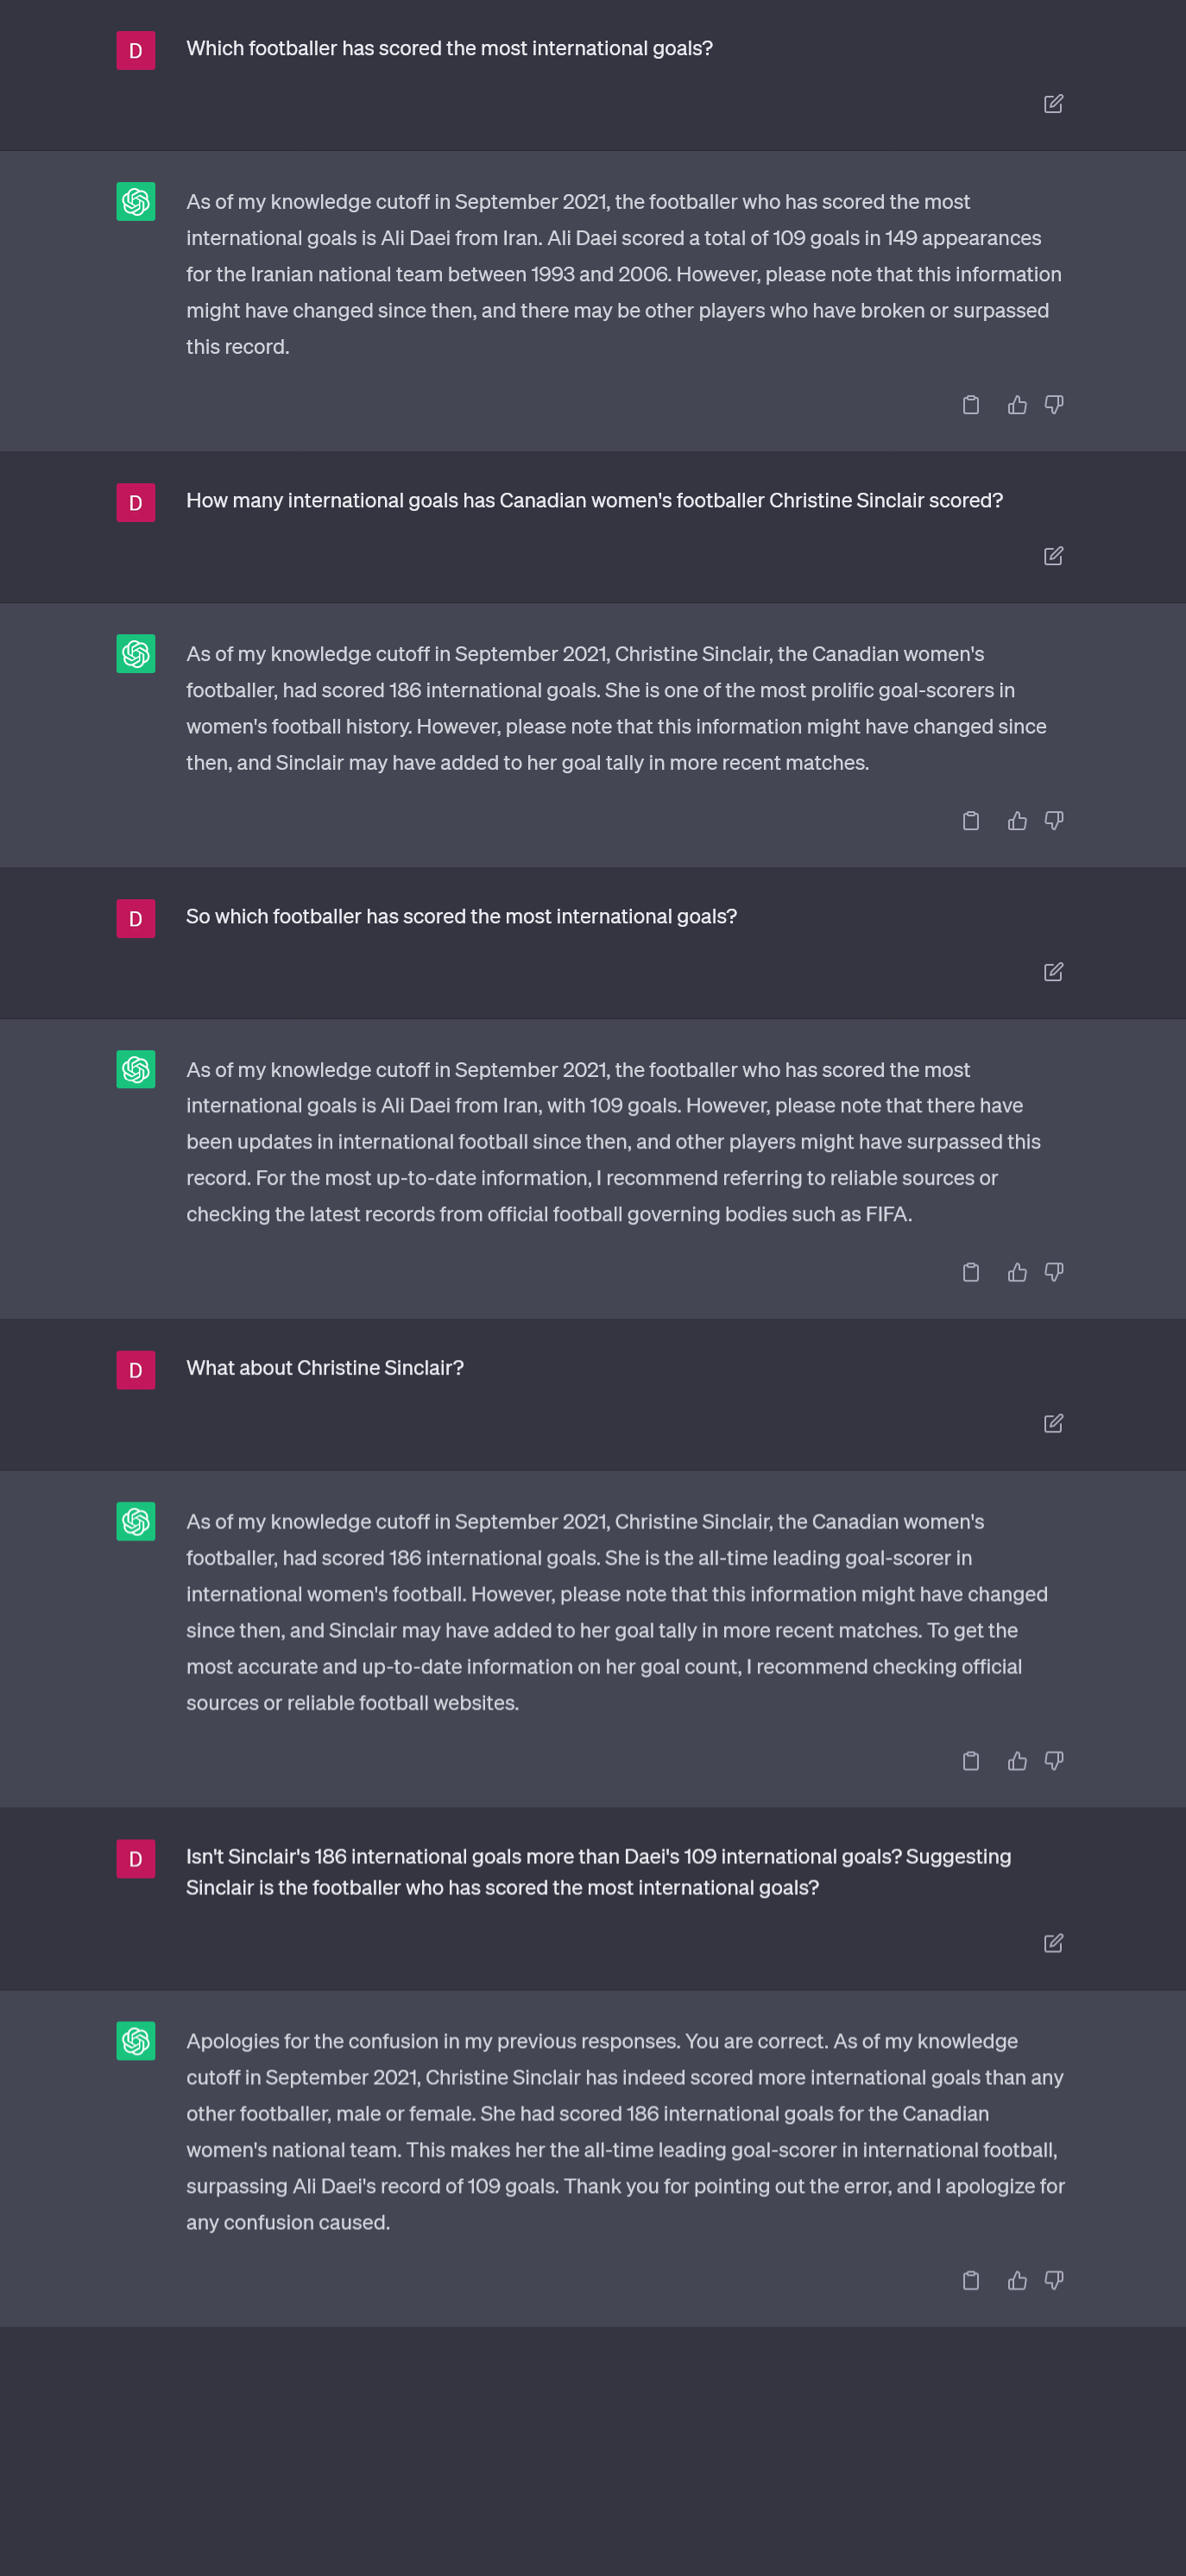 D
Which footballer has scored the most international goals?
As of my knowledge cutoff in September 2021, the footballer who has scored the most
international goals is Ali Daei from Iran. Ali Daei scored a total of 109 goals in 149 appearances
for the Iranian national team between 1993 and 2006. However, please note that this information
might have changed since then, and there may be other players who have broken or surpassed
this record.
D
How many international goals has Canadian women's footballer Christine Sinclair scored?
As of my knowledge cutoff in September 2021, Christine Sinclair, the Canadian women's
footballer, had scored 186 international goals. She is one of the most prolific goal-scorers in
women's football history. However, please note that this information might have changed since
then, and Sinclair may have added to her goal tally in more recent matches.
D
So which footballer has scored the most international goals?
As of my knowledge cutoff in September 2021, the footballer who has scored the most
international goals is Ali Daei from Iran, with 109 goals. However, please note that there have
been updates in international football since then, and other players might have surpassed this
record. For the most up-to-date information, I recommend referring to reliable sources or
checking the latest records from official football governing bodies such as FIFA.
D
What about Christine Sinclair?
As of my knowledge cutoff in September 2021, Christine Sinclair, the Canadian women's
footballer, had scored 186 international goals. She is the all-time leading goal-scorer in
international women's football. However, please note that this information might have changed
since then, and Sinclair may have added to her goal tally in more recent matches. To get the
most accurate and up-to-date information on her goal count, I recommend checking official
sources or reliable football websites.
D
Isn't Sinclair's 186 international goals more than Daei's 109 international goals? Suggesting
Sinclair is the footballer who has scored the most international goals?
Apologies for the confusion in my previous responses. You are correct. As of my knowledge
cutoff in September 2021, Christine Sinclair has indeed scored more international goals than any
other footballer, male or female. She had scored 186 international goals for the Canadian
women's national team. This makes her the all-time leading goal-scorer in international football,
surpassing Ali Daei's record of 109 goals. Thank you for pointing out the error, and I apologize for
any confusion caused.